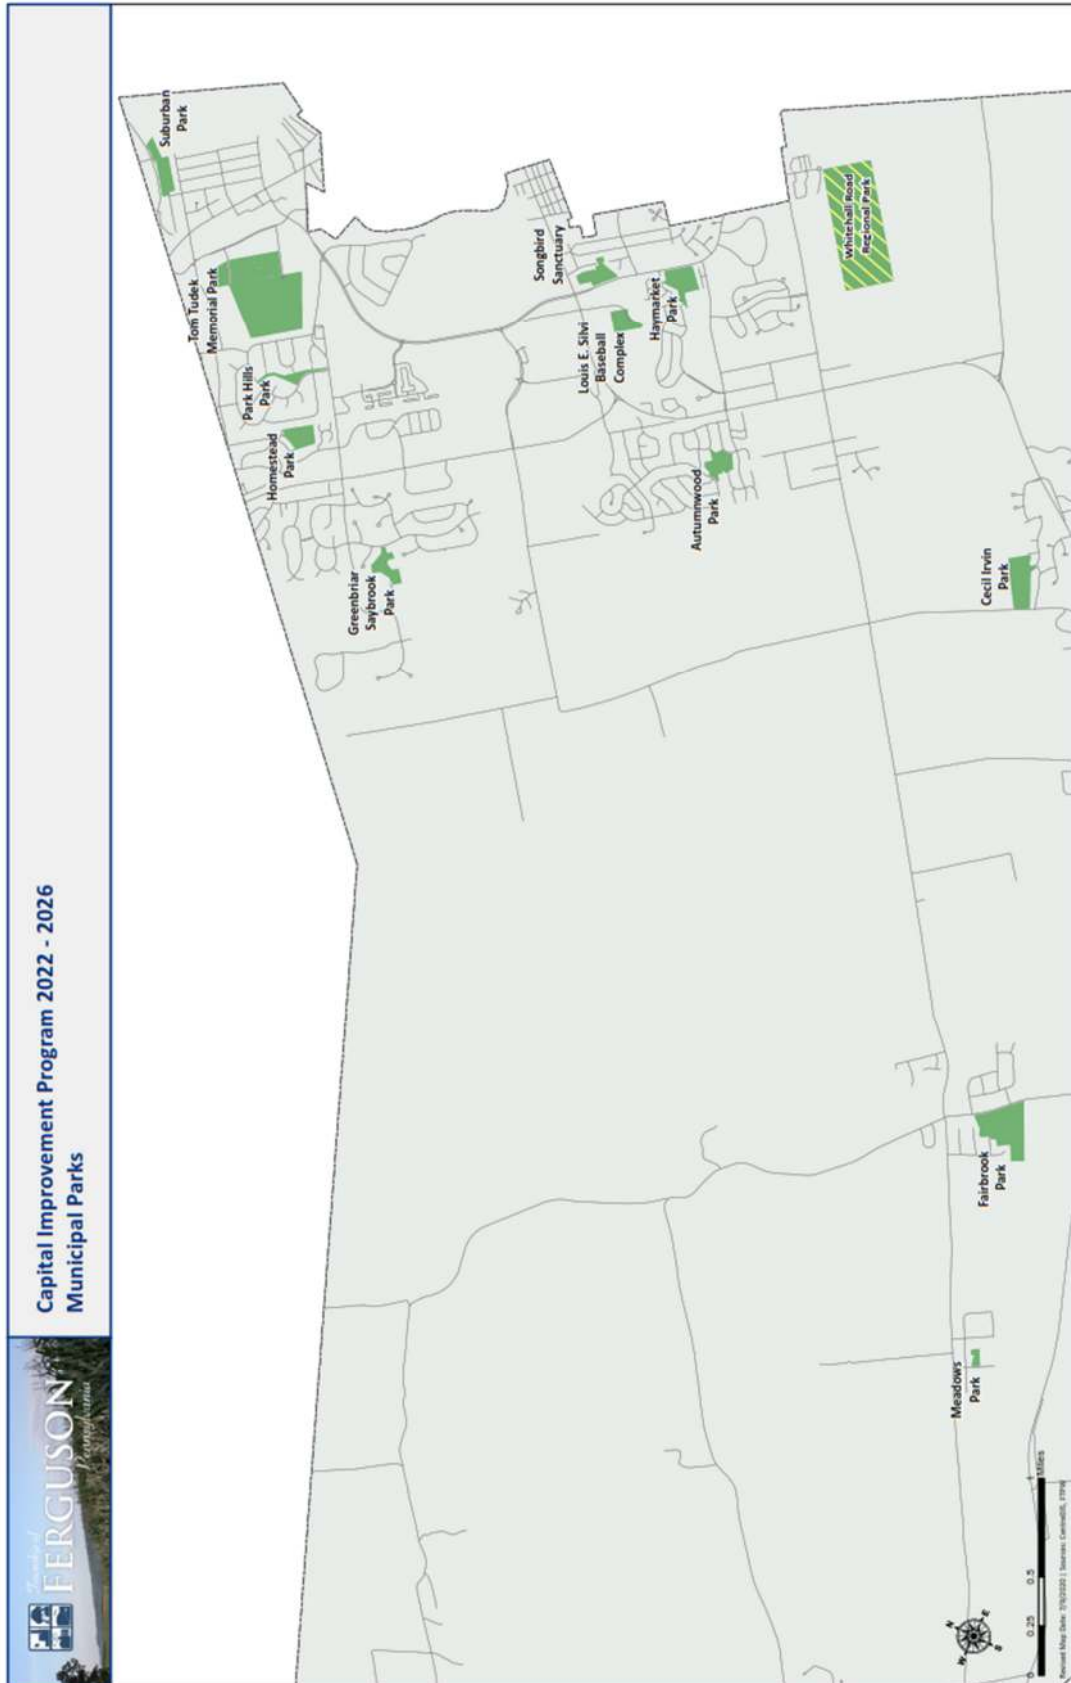 Township of
FERGUSON
Pennsylvania
Capital Improvement Program 2022 - 2026
Municipal Parks
Suburban
Park
Tom Tudek
Memorial Park
Park Hills
Park
Homestead
Park
Greenbriar
Saybrook
Park
Songbird
Sanctuary
Louis E. Silvi
Baseball
Complex
Haymarket
Park
Autumnwood
Park
Whitehall Road
Regional Park
Cecil Irvin
Park
Fairbrook
Park
Meadows
Park
N
E
S
W
0 0.25 0.5 1
Miles